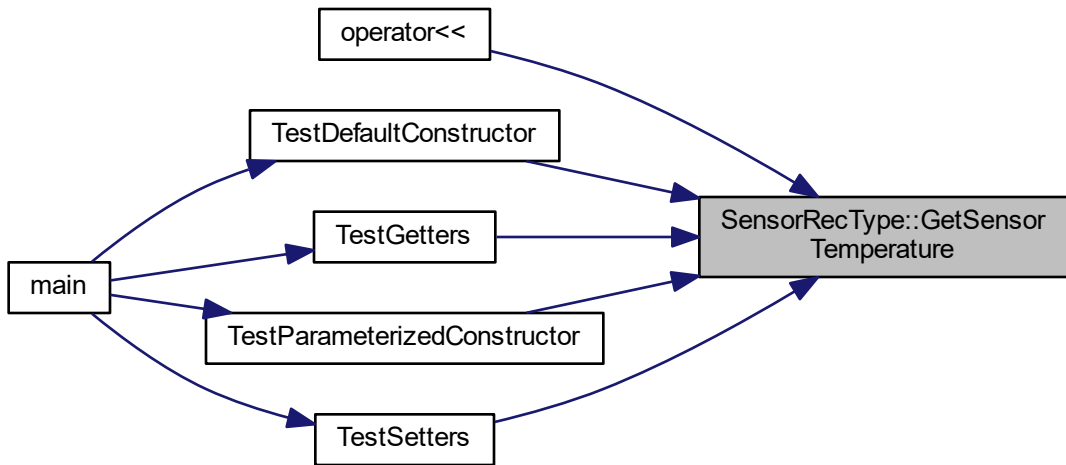 operator<<
TestDefaultConstructor
SensorRecType::GetSensor
Temperature
TestGetters
main
TestParameterizedConstructor
TestSetters